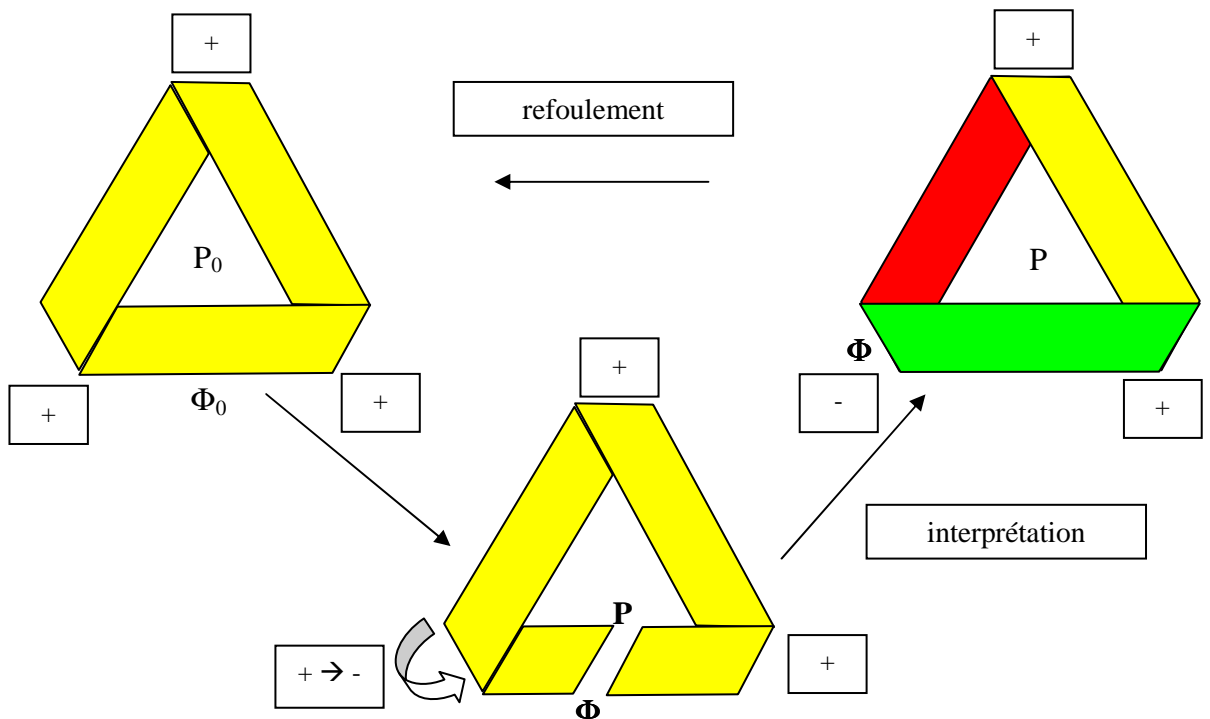 +
+
refoulement
P₀
P
Φ
+
Φ₀
+
+
-
+
interprétation
P
+ → -
+
Φ